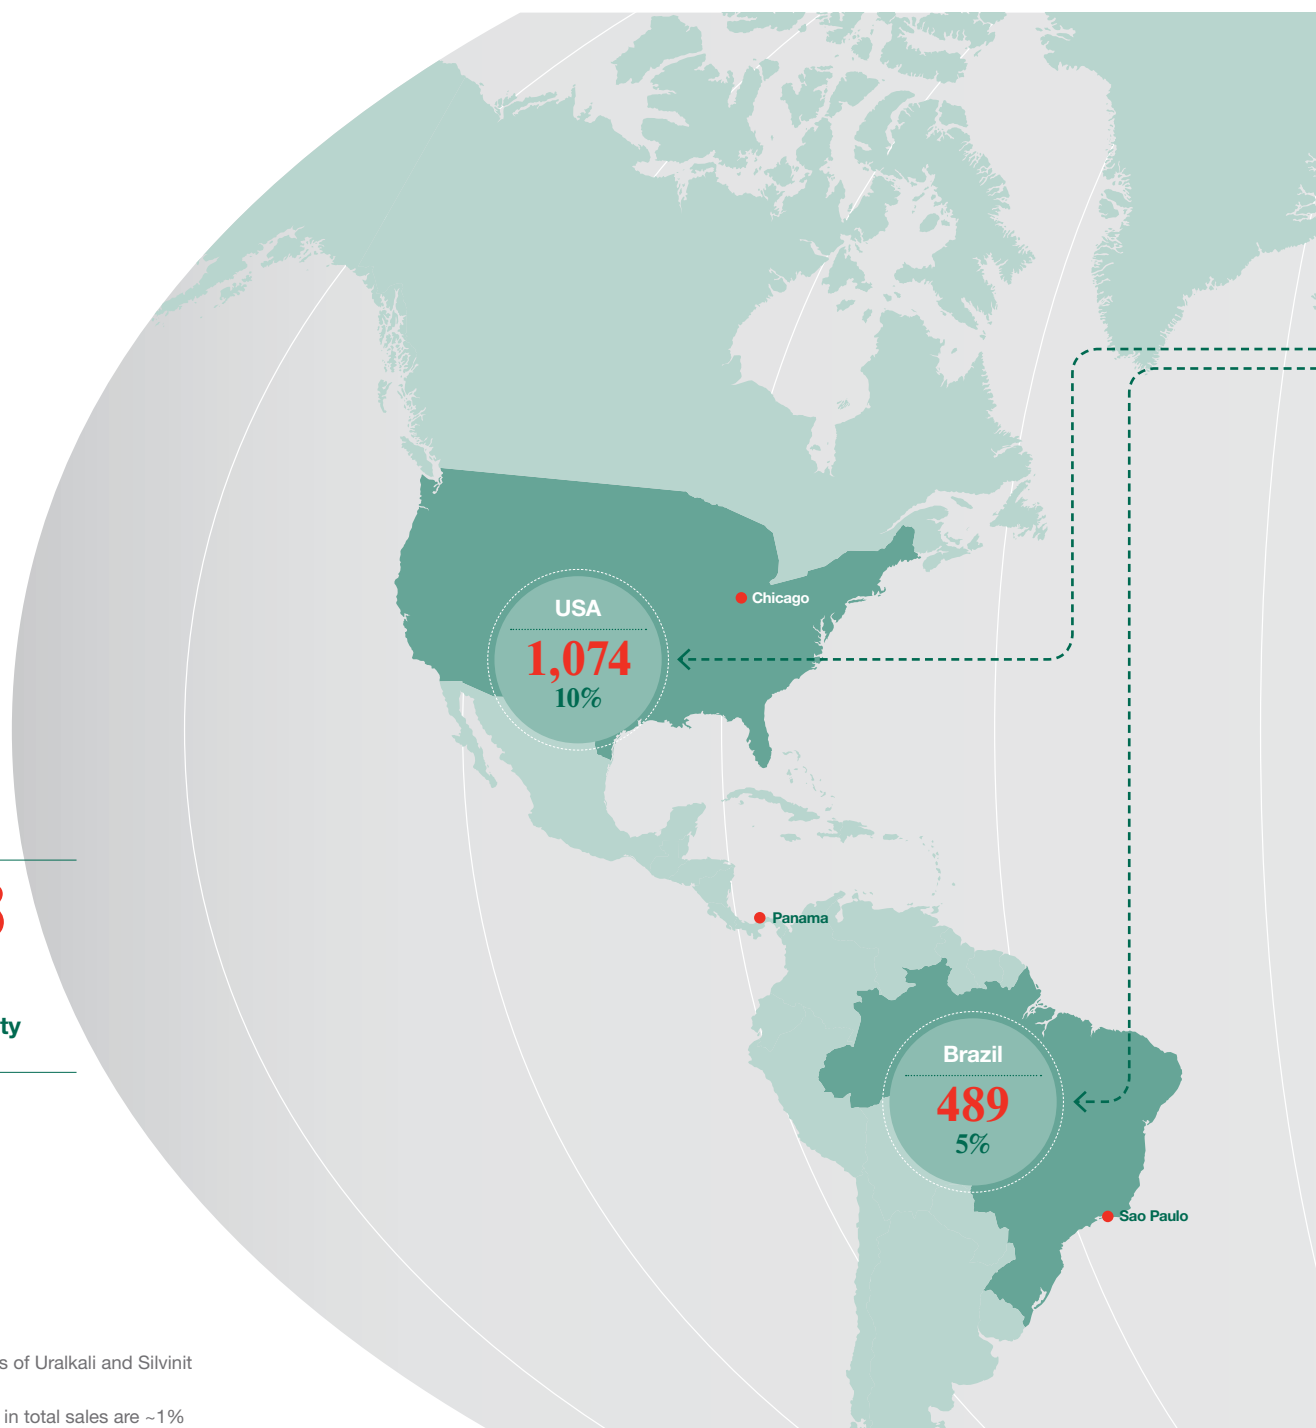 Chicago
USA
1,074
10%
Panama
ty
Brazil
489
5%
Sao Paulo
s of Uralkali and Silvinit
in total sales are ~1%